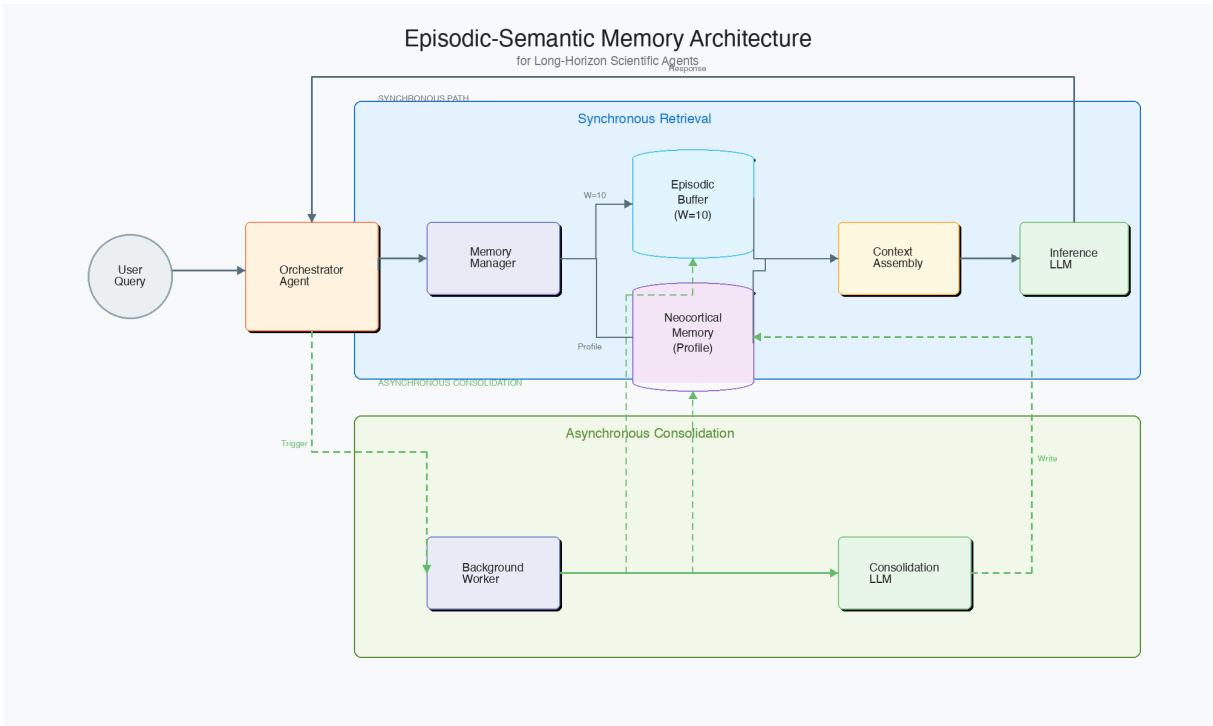 Episodic-Semantic Memory Architecture
for Long-Horizon Scientific Agents
Response
SYNCHRONOUS PATH
Synchronous Retrieval
Episodic
Buffer
(W=10)
W=10
User
Query
Orchestrator
Agent
Memory
Manager
Context
Assembly
Inference
LLM
Neocortical
Memory
(Profile)
Profile
ASYNCHRONOUS CONSOLIDATION
Asynchronous Consolidation
Trigger
Write
Background
Worker
Consolidation
LLM